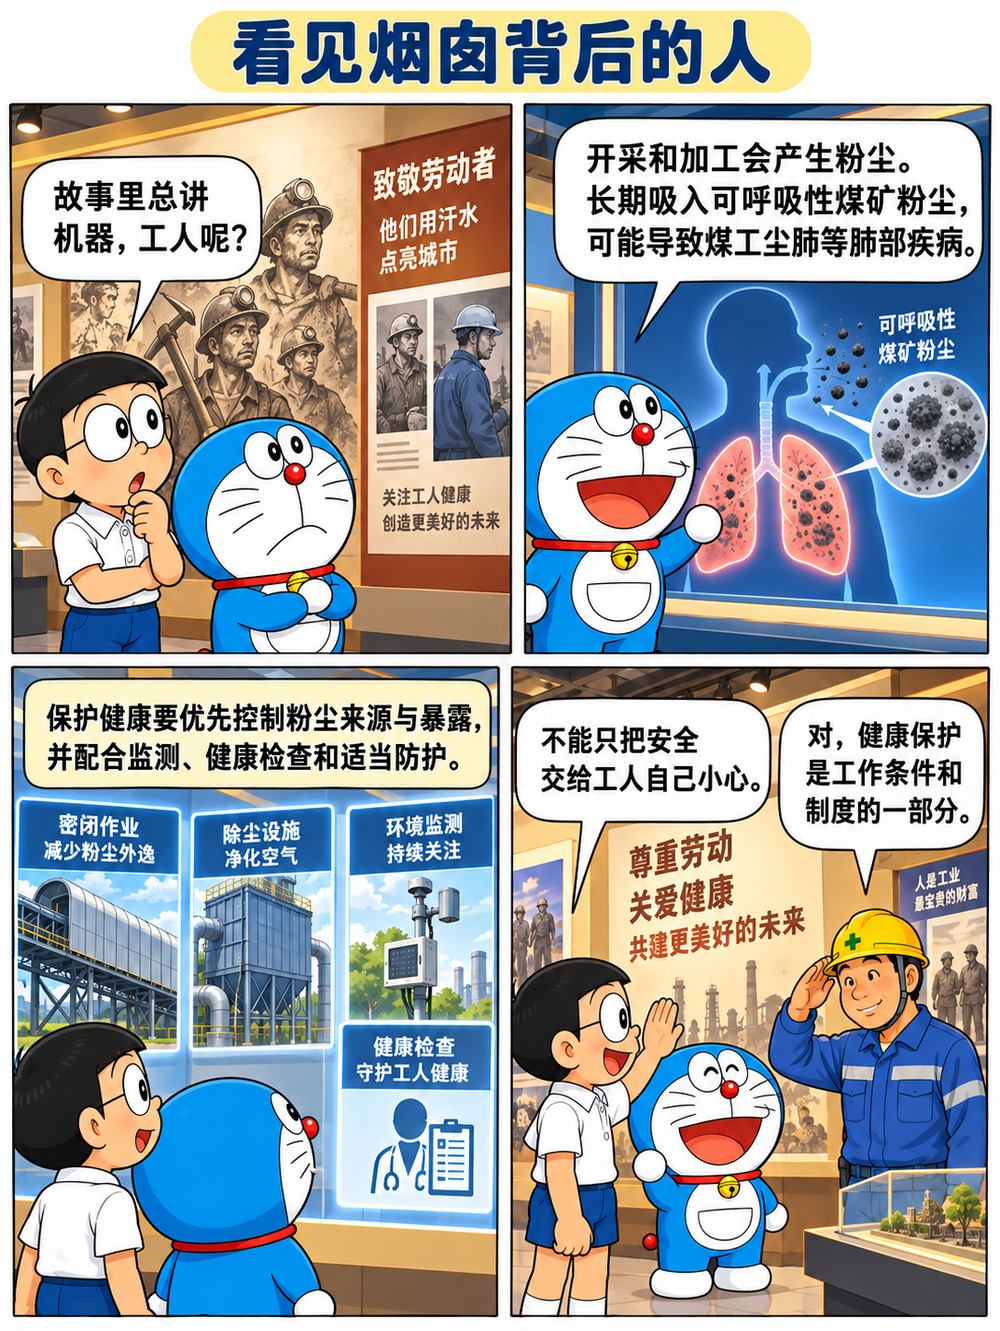 看见烟囱背后的人
故事里总讲
机器，工人呢？
致敬劳动者
他们用汗水
点亮城市
关注工人健康
创造更美好的未来
开采和加工会产生粉尘。
长期吸入可呼吸性煤矿粉尘，
可能导致煤工尘肺等肺部疾病。
可呼吸性
煤矿粉尘
保护健康要优先控制粉尘来源与暴露，
并配合监测、健康检查和适当防护。
密闭作业
减少粉尘外逸
除尘设施
净化空气
环境监测
持续关注
健康检查
守护工人健康
不能只把安全
交给工人自己小心。
对，健康保护
是工作条件和
制度的一部分。
尊重劳动
关爱健康
共建更美好的未来
人是工业
最宝贵的财富